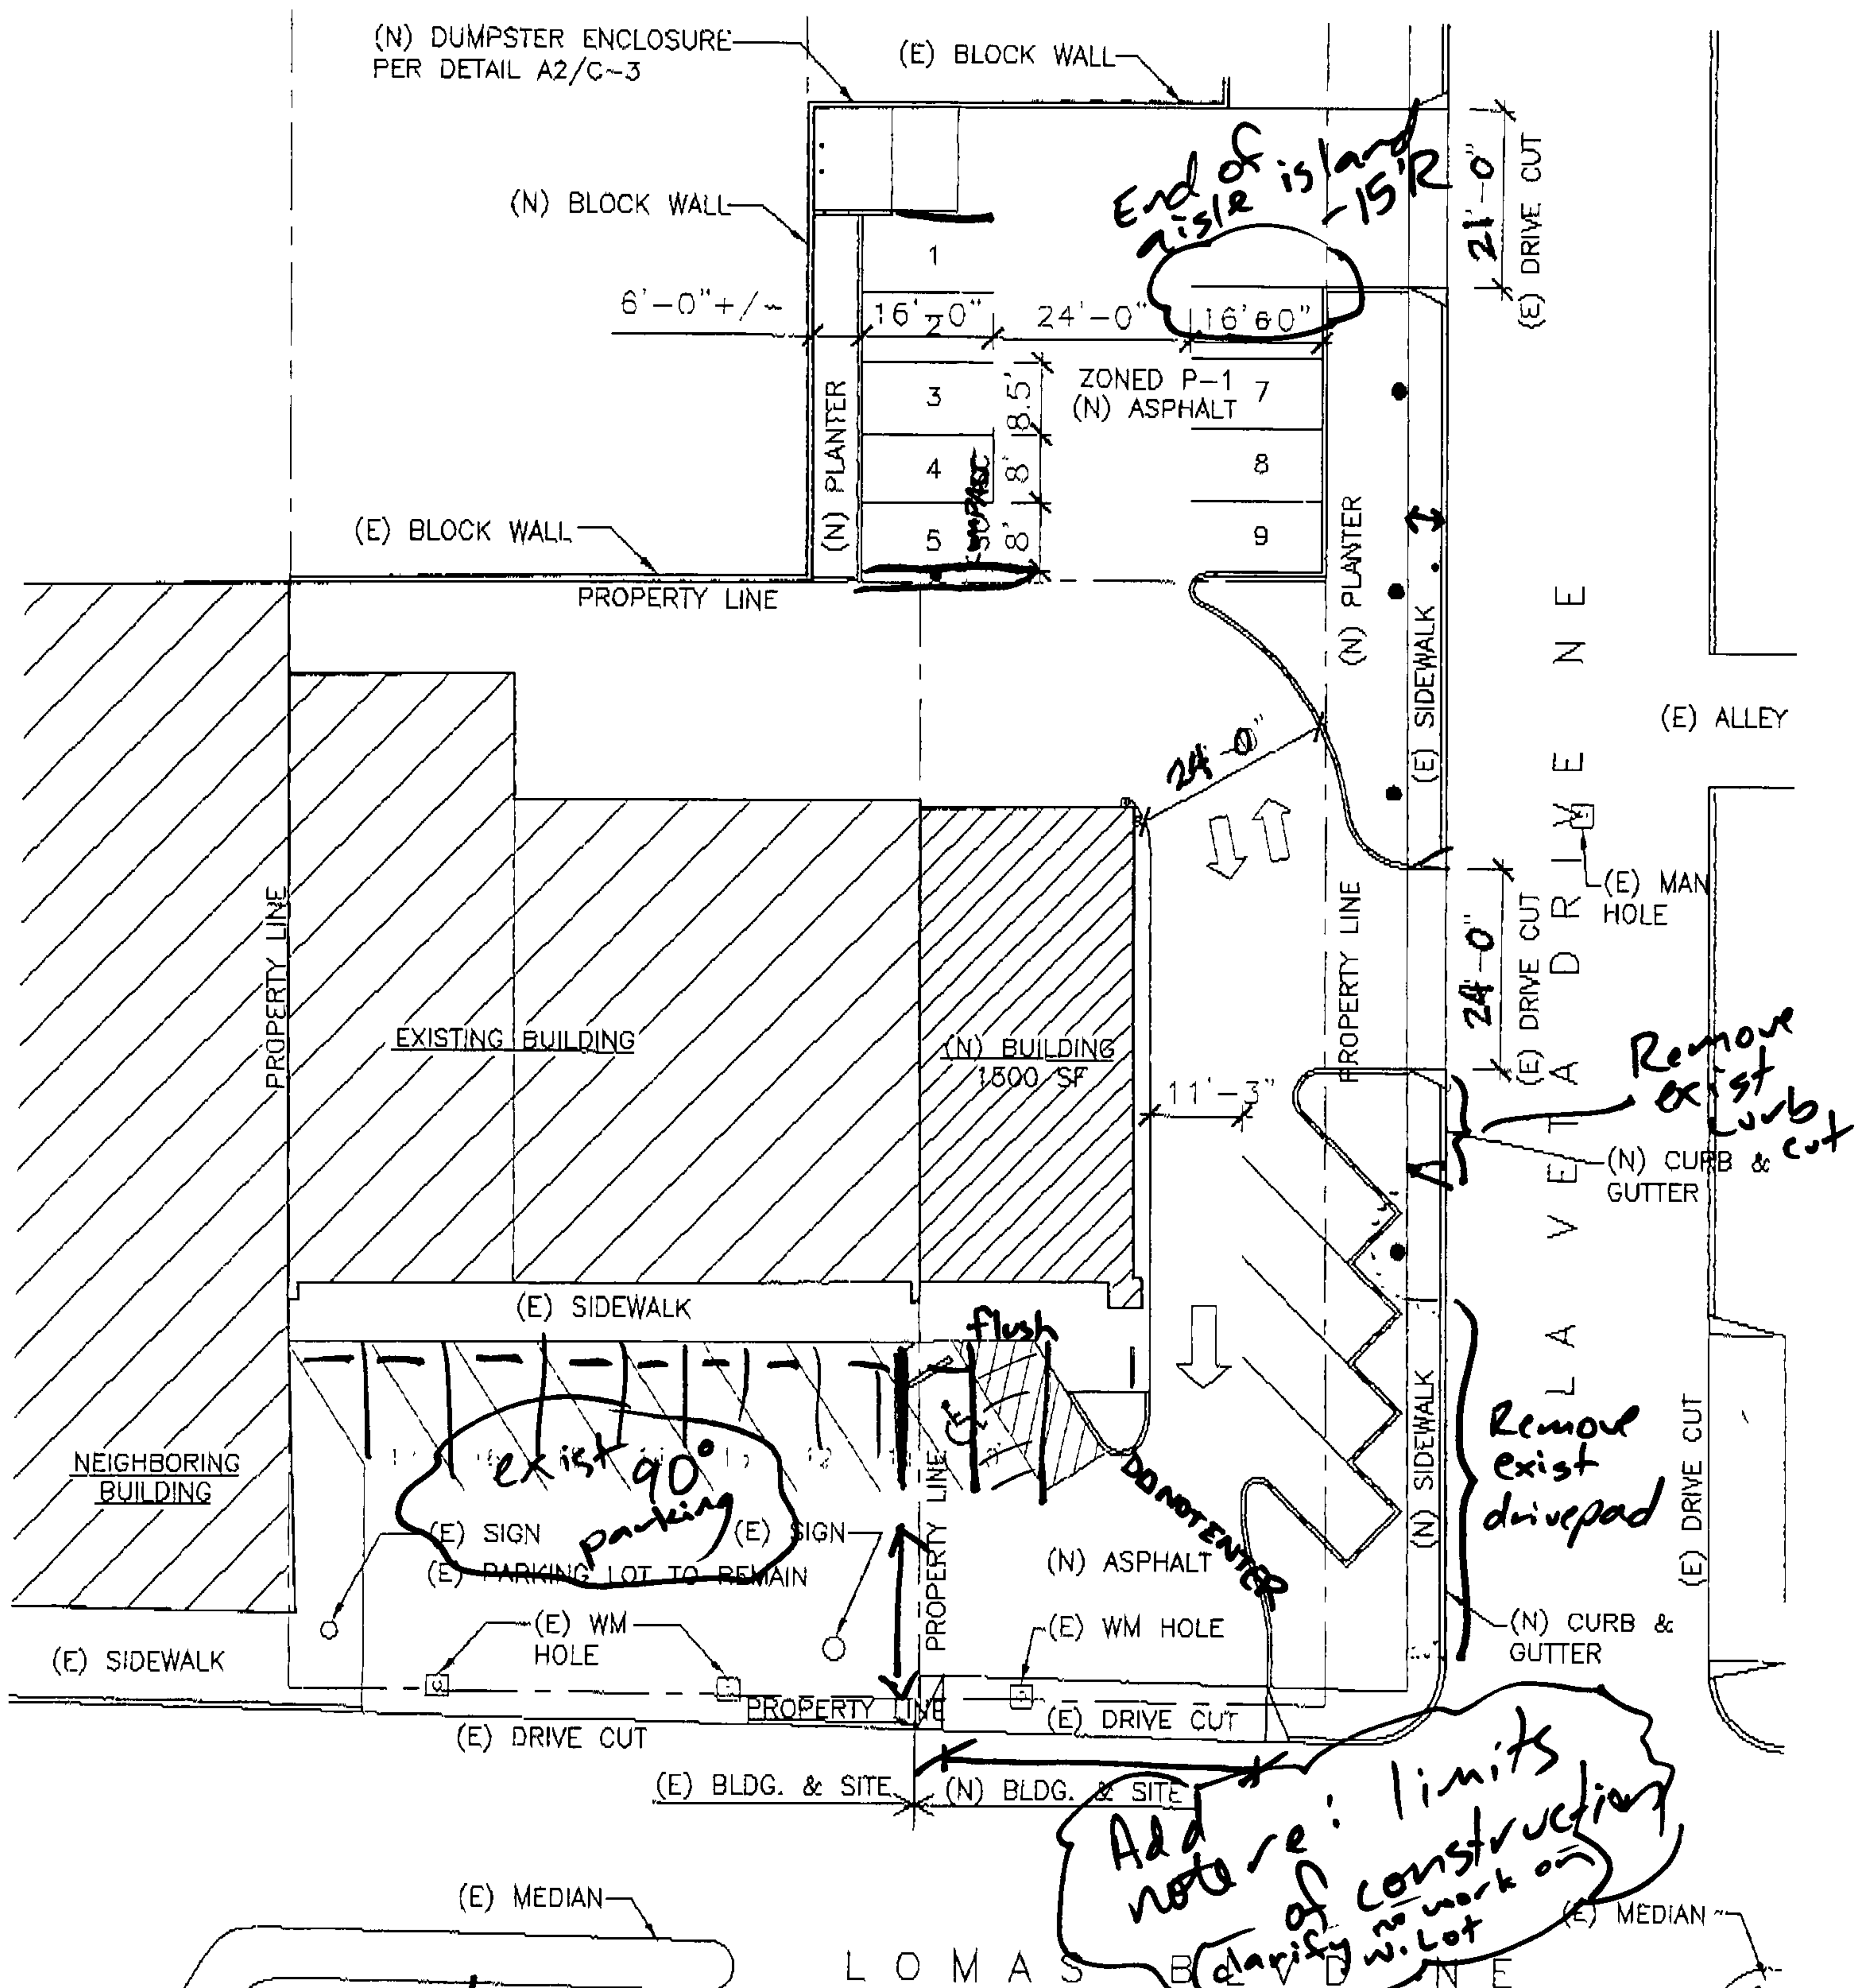 (N) DUMPSTER ENCLOSURE
PER DETAIL A2/C-3
(E) BLOCK WALL
(N) BLOCK WALL
End of
aisle island
-15'R
21'-0"
(E) DRIVE CUT
1
6'-0"+/-
16'-0"
24'-0"
16'-0"
2
6
3
8.5'
ZONED P-1
(N) ASPHALT
7
(N) PLANTER
4
8'
8
COMPACT
5
8'
9
(E) BLOCK WALL
PROPERTY LINE
(N) PLANTER
(E) SIDEWALK
(E) ALLEY
24'-0"
(E) MAN
HOLE
PROPERTY LINE
PROPERTY LINE
24'-0"
(E) DRIVE CUT
LA VETA DRIVE NE
EXISTING BUILDING
(N) BUILDING
1500 SF
11'-3"
Remove
exist
curb
cut
(N) CURB &
GUTTER
(E) SIDEWALK
flush
exist 90°
parking
NEIGHBORING
BUILDING
(E) SIGN
(E) SIGN
(E) PARKING LOT TO REMAIN
PROPERTY LINE
DO NOT ENTER
(N) ASPHALT
(N) SIDEWALK
Remove
exist
drivepad
(E) DRIVE CUT
(E) WM
HOLE
(E) WM HOLE
(N) CURB &
GUTTER
(E) SIDEWALK
PROPERTY LINE
(E) DRIVE CUT
(E) DRIVE CUT
(E) BLDG. & SITE
(N) BLDG. & SITE
Add
note re: limits
of construction
(clarify no work on
W. Lot
(E) MEDIAN
(E) MEDIAN
LOMAS BLVD NE